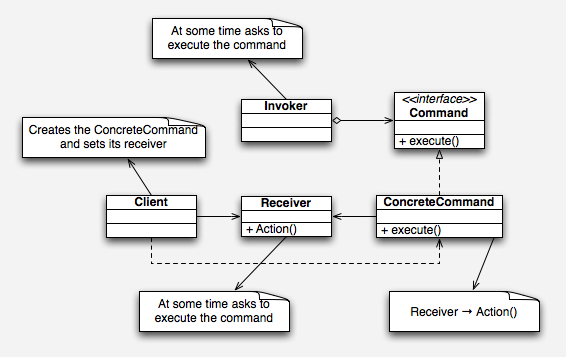 At some time asks to
execute the command
<<interface>>
Command
+ execute()
Invoker
Creates the ConcreteCommand
and sets its receiver
Client
Receiver
+ Action()
ConcreteCommand
+ execute()
At some time asks to
execute the command
Receiver → Action()